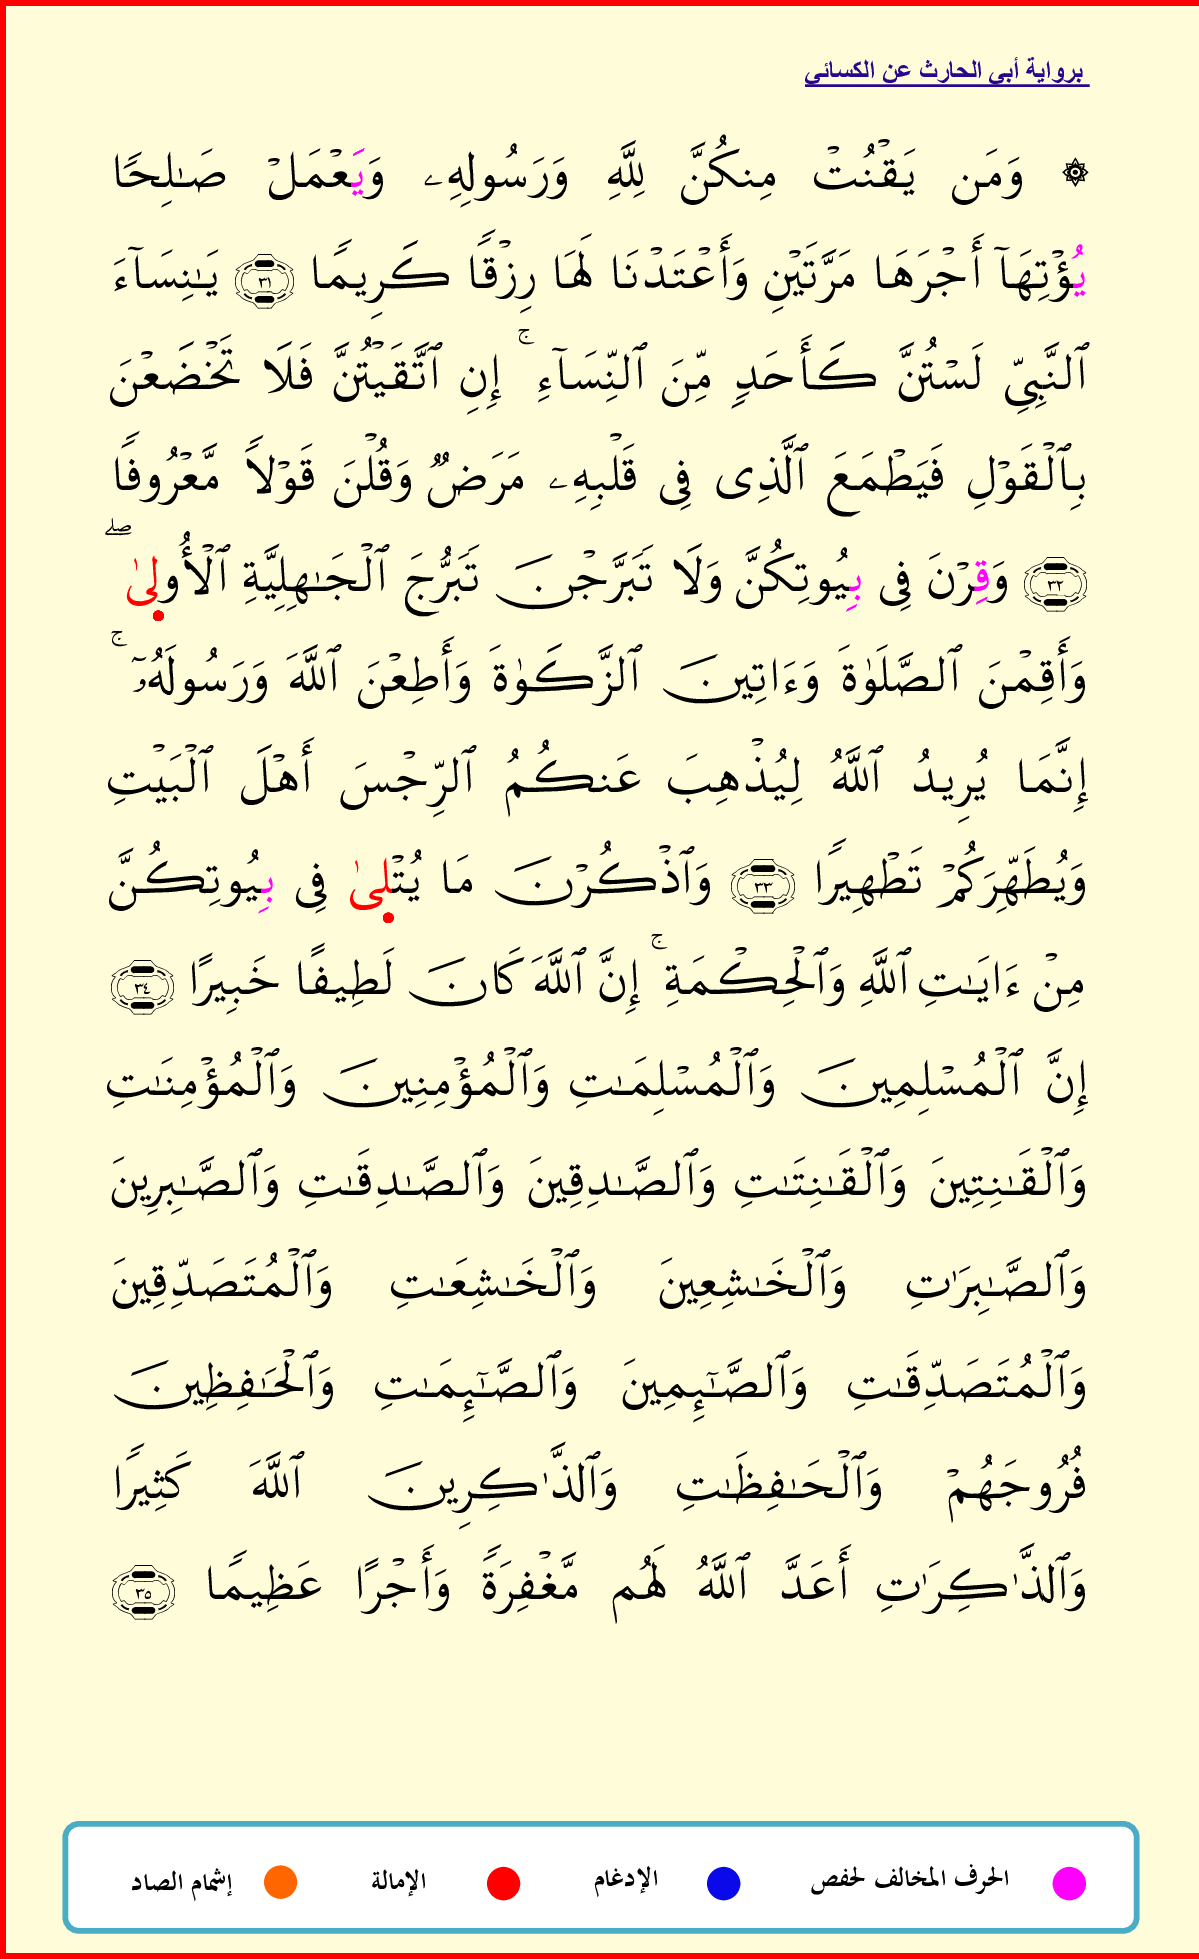 برواية أبي الحارث عن الكسائي
۞ وَمَن يَقۡنُتۡ مِنكُنَّ لِلَّهِ وَرَسُولِهِۦ وَيَعۡمَلۡ صَٰلِحًا
يُؤۡتِهَآ أَجۡرَهَا مَرَّتَيۡنِ وَأَعۡتَدۡنَا لَهَا رِزۡقًا كَرِيمًا ٣١ يَٰنِسَآءَ
ٱلنَّبِيِّ لَسۡتُنَّ كَأَحَدٍ مِّنَ ٱلنِّسَآءِۚ إِنِ ٱتَّقَيۡتُنَّ فَلَا تَخۡضَعۡنَ
بِٱلۡقَوۡلِ فَيَطۡمَعَ ٱلَّذِى فِى قَلۡبِهِۦ مَرَضٌ وَقُلۡنَ قَوۡلًا مَّعۡرُوفًا
٣٢ وَقِرۡنَ فِى بِيُوتِكُنَّ وَلَا تَبَرَّجۡنَ تَبَرُّجَ ٱلۡجَٰهِلِيَّةِ ٱلۡأُولِىٰۖ
وَأَقِمۡنَ ٱلصَّلَوٰةَ وَءَاتِينَ ٱلزَّكَوٰةَ وَأَطِعۡنَ ٱللَّهَ وَرَسُولَهُۥٓۚ
إِنَّمَا يُرِيدُ ٱللَّهُ لِيُذۡهِبَ عَنكُمُ ٱلرِّجۡسَ أَهۡلَ ٱلۡبَيۡتِ
وَيُطَهِّرَكُمۡ تَطۡهِيرًا ٣٣ وَٱذۡكُرۡنَ مَا يُتۡلِىٰ فِى بِيُوتِكُنَّ
مِنۡ ءَايَٰتِ ٱللَّهِ وَٱلۡحِكۡمَةِۚ إِنَّ ٱللَّهَ كَانَ لَطِيفًا خَبِيرًا ٣٤
إِنَّ ٱلۡمُسۡلِمِينَ وَٱلۡمُسۡلِمَٰتِ وَٱلۡمُؤۡمِنِينَ وَٱلۡمُؤۡمِنَٰتِ
وَٱلۡقَٰنِتِينَ وَٱلۡقَٰنِتَٰتِ وَٱلصَّٰدِقِينَ وَٱلصَّٰدِقَٰتِ وَٱلصَّٰبِرِينَ
وَٱلصَّٰبِرَٰتِ وَٱلۡخَٰشِعِينَ وَٱلۡخَٰشِعَٰتِ وَٱلۡمُتَصَدِّقِينَ
وَٱلۡمُتَصَدِّقَٰتِ وَٱلصَّٰٓئِمِينَ وَٱلصَّٰٓئِمَٰتِ وَٱلۡحَٰفِظِينَ
فُرُوجَهُمۡ وَٱلۡحَٰفِظَٰتِ وَٱلذَّٰكِرِينَ ٱللَّهَ كَثِيرًا
وَٱلذَّٰكِرَٰتِ أَعَدَّ ٱللَّهُ لَهُم مَّغۡفِرَةً وَأَجۡرًا عَظِيمًا ٣٥
الحرف المخالف لحفص الإدغام الإمالة إشمام الصاد